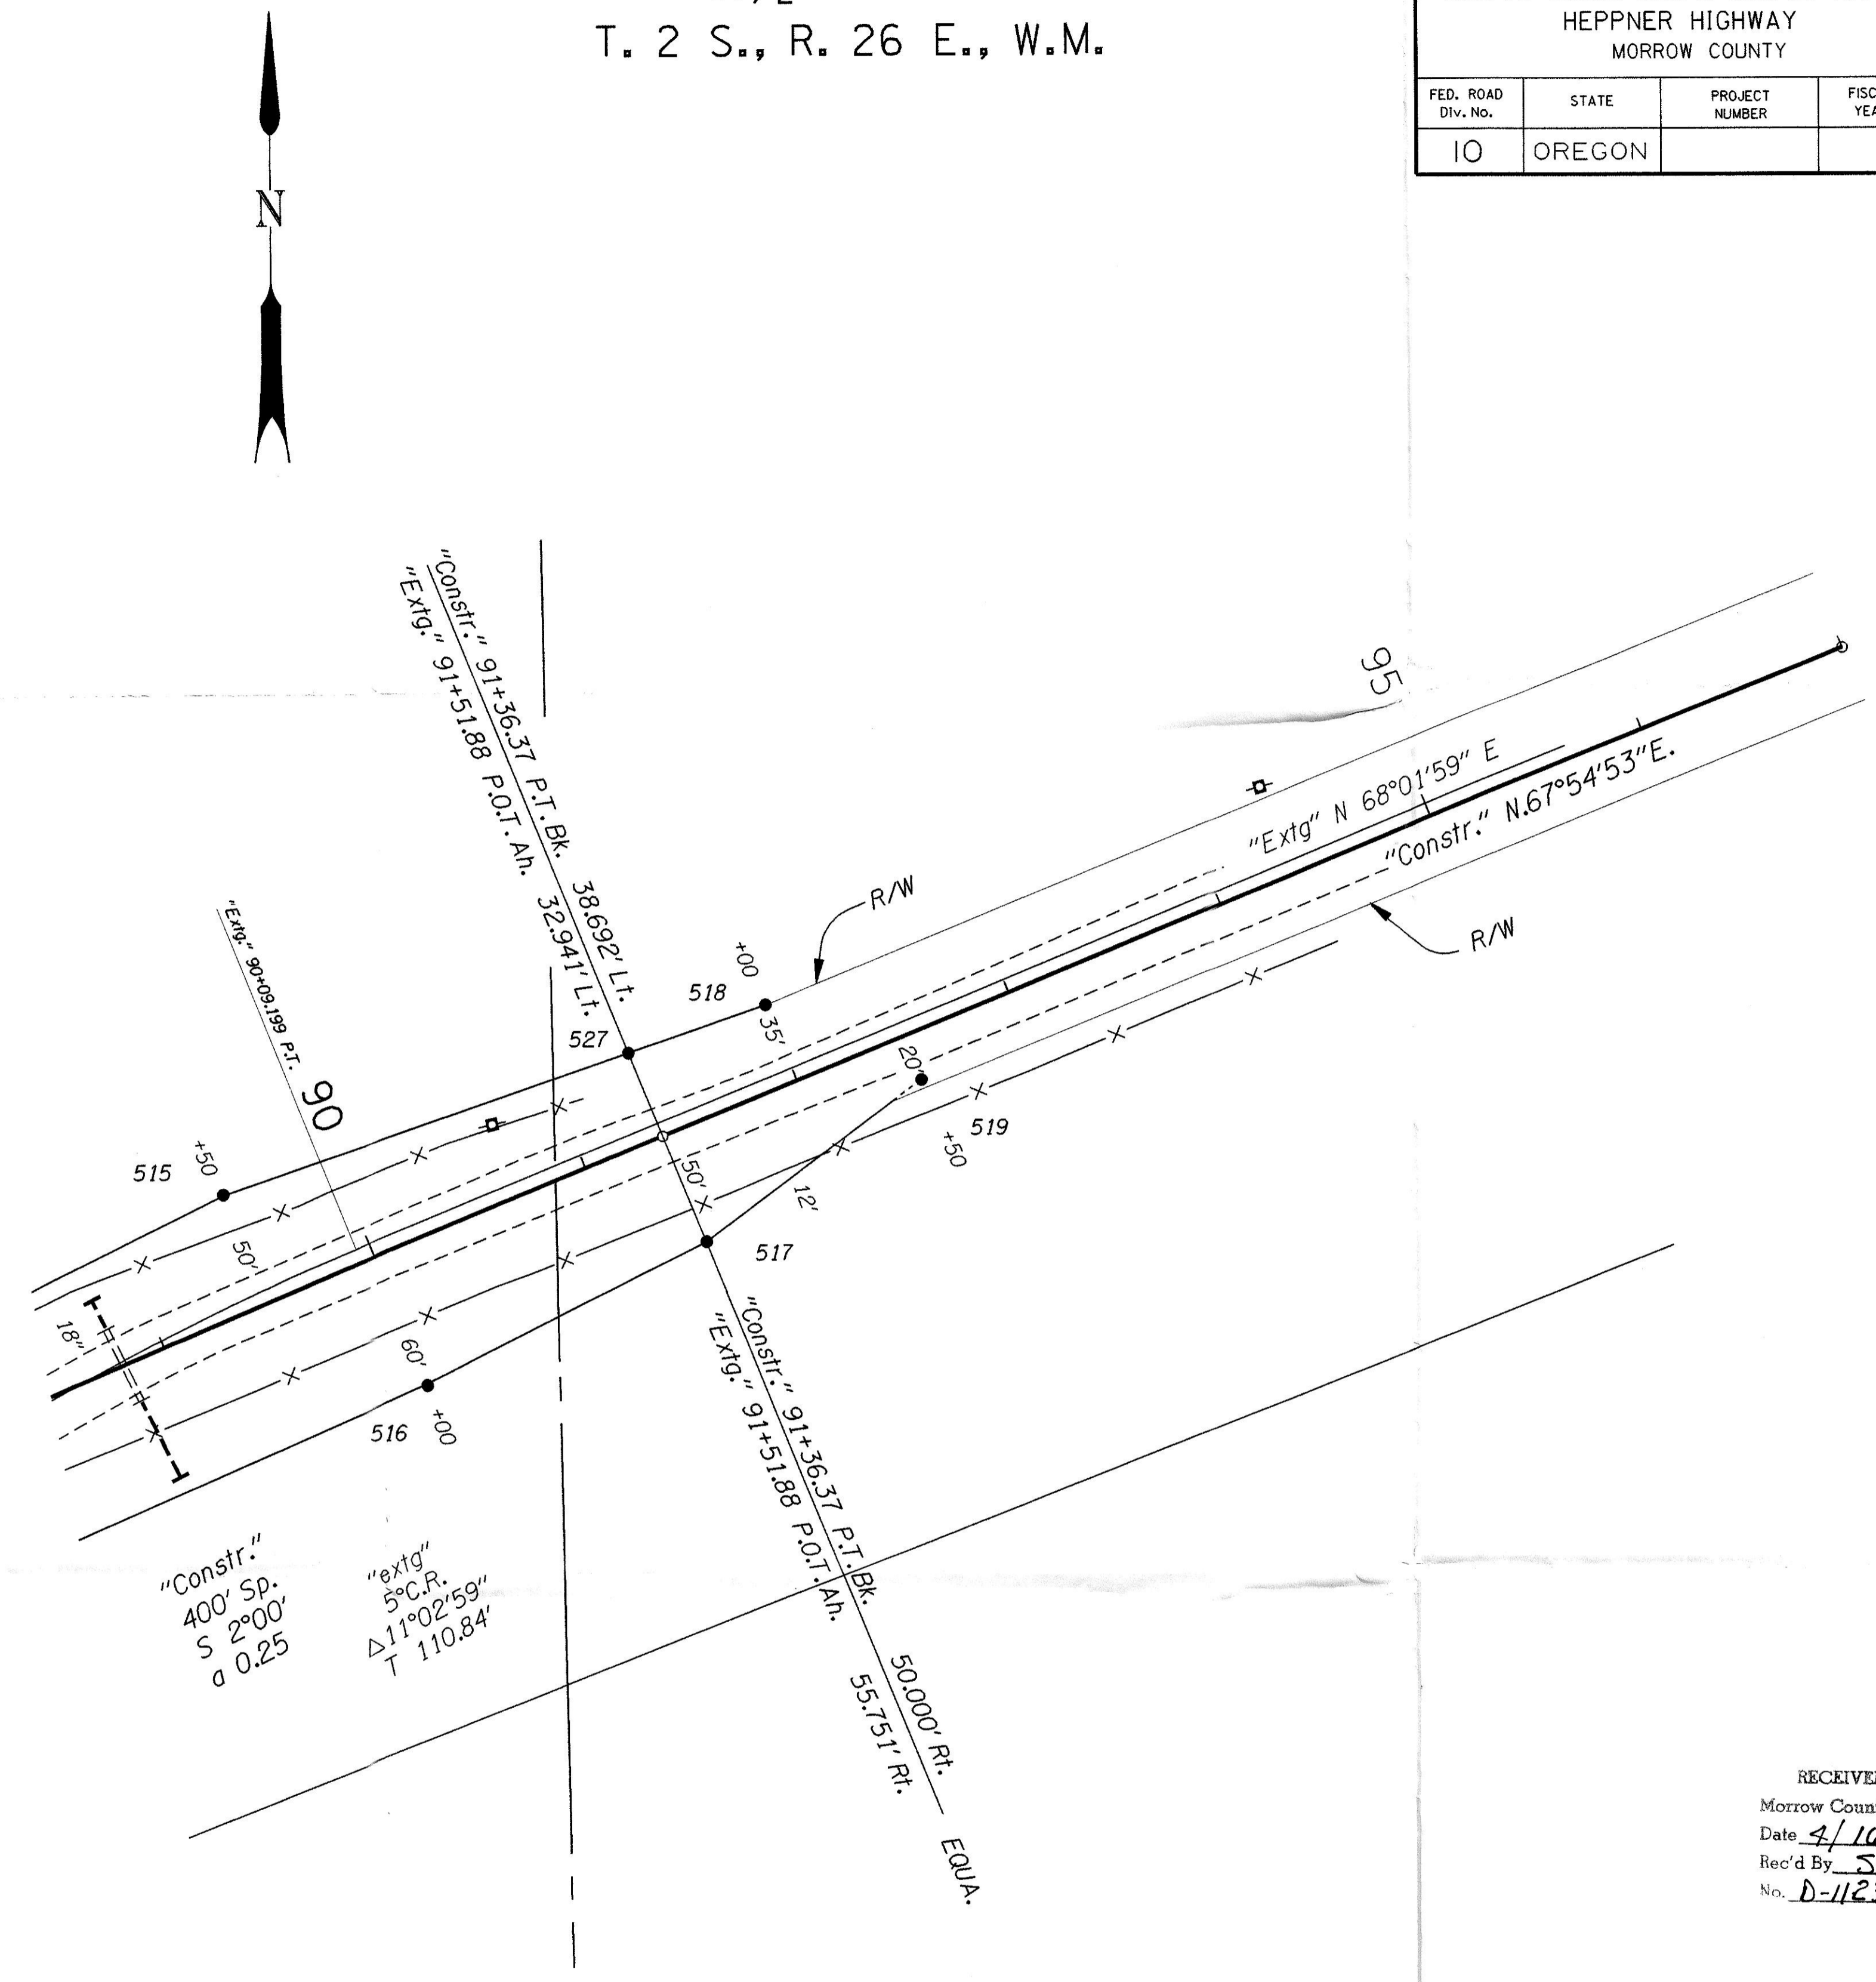 T. 2 S., R. 26 E., W.M.
HEPPNER HIGHWAY
MORROW COUNTY
FED. ROAD
Div. No.
STATE
PROJECT
NUMBER
10
OREGON
N
"Constr." 91+36.37 P.T. Bk. 38.692' Lt.
"Extg." 91+51.88 P.O.T. Ah. 32.941' Lt.
95
"Extg" N 68°01'59" E
"Constr." N.67°54'53"E.
R/W
R/W
"Extg." 90+09.199 P.T.
90
+00
518
35'
527
20'
519
+50
515
+50
50'
50'
12'
517
18"
60'
516
+00
"Constr." 91+36.37 P.T. Bk. 50.000' Rt.
"Extg." 91+51.88 P.O.T. Ah. 55.751' Rt.
EQUA.
"Constr."
400' Sp.
S 2°00'
a 0.25
"extg"
5°C.R.
Δ11°02'59"
T 110.84'
Morrow
Date
Rec'd By
No.